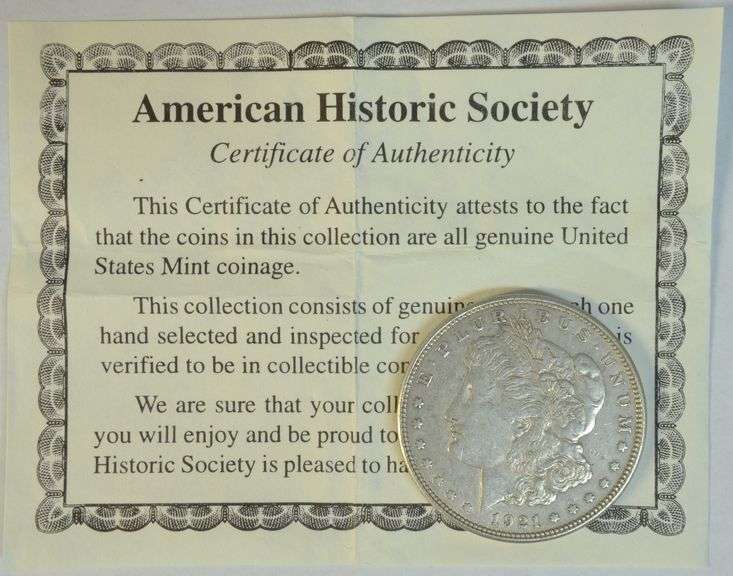 American Historic Society
Certificate of Authenticity
This Certificate of Authenticity attests to the fact
that the coins in this collection are all genuine United
States Mint coinage.
This collection consists of genuine one
hand selected and inspected for is
verified to be in collectible
We are sure that your
you will enjoy and be proud to
Historic Society is pleased to
E PLURIBUS UNUM
1921